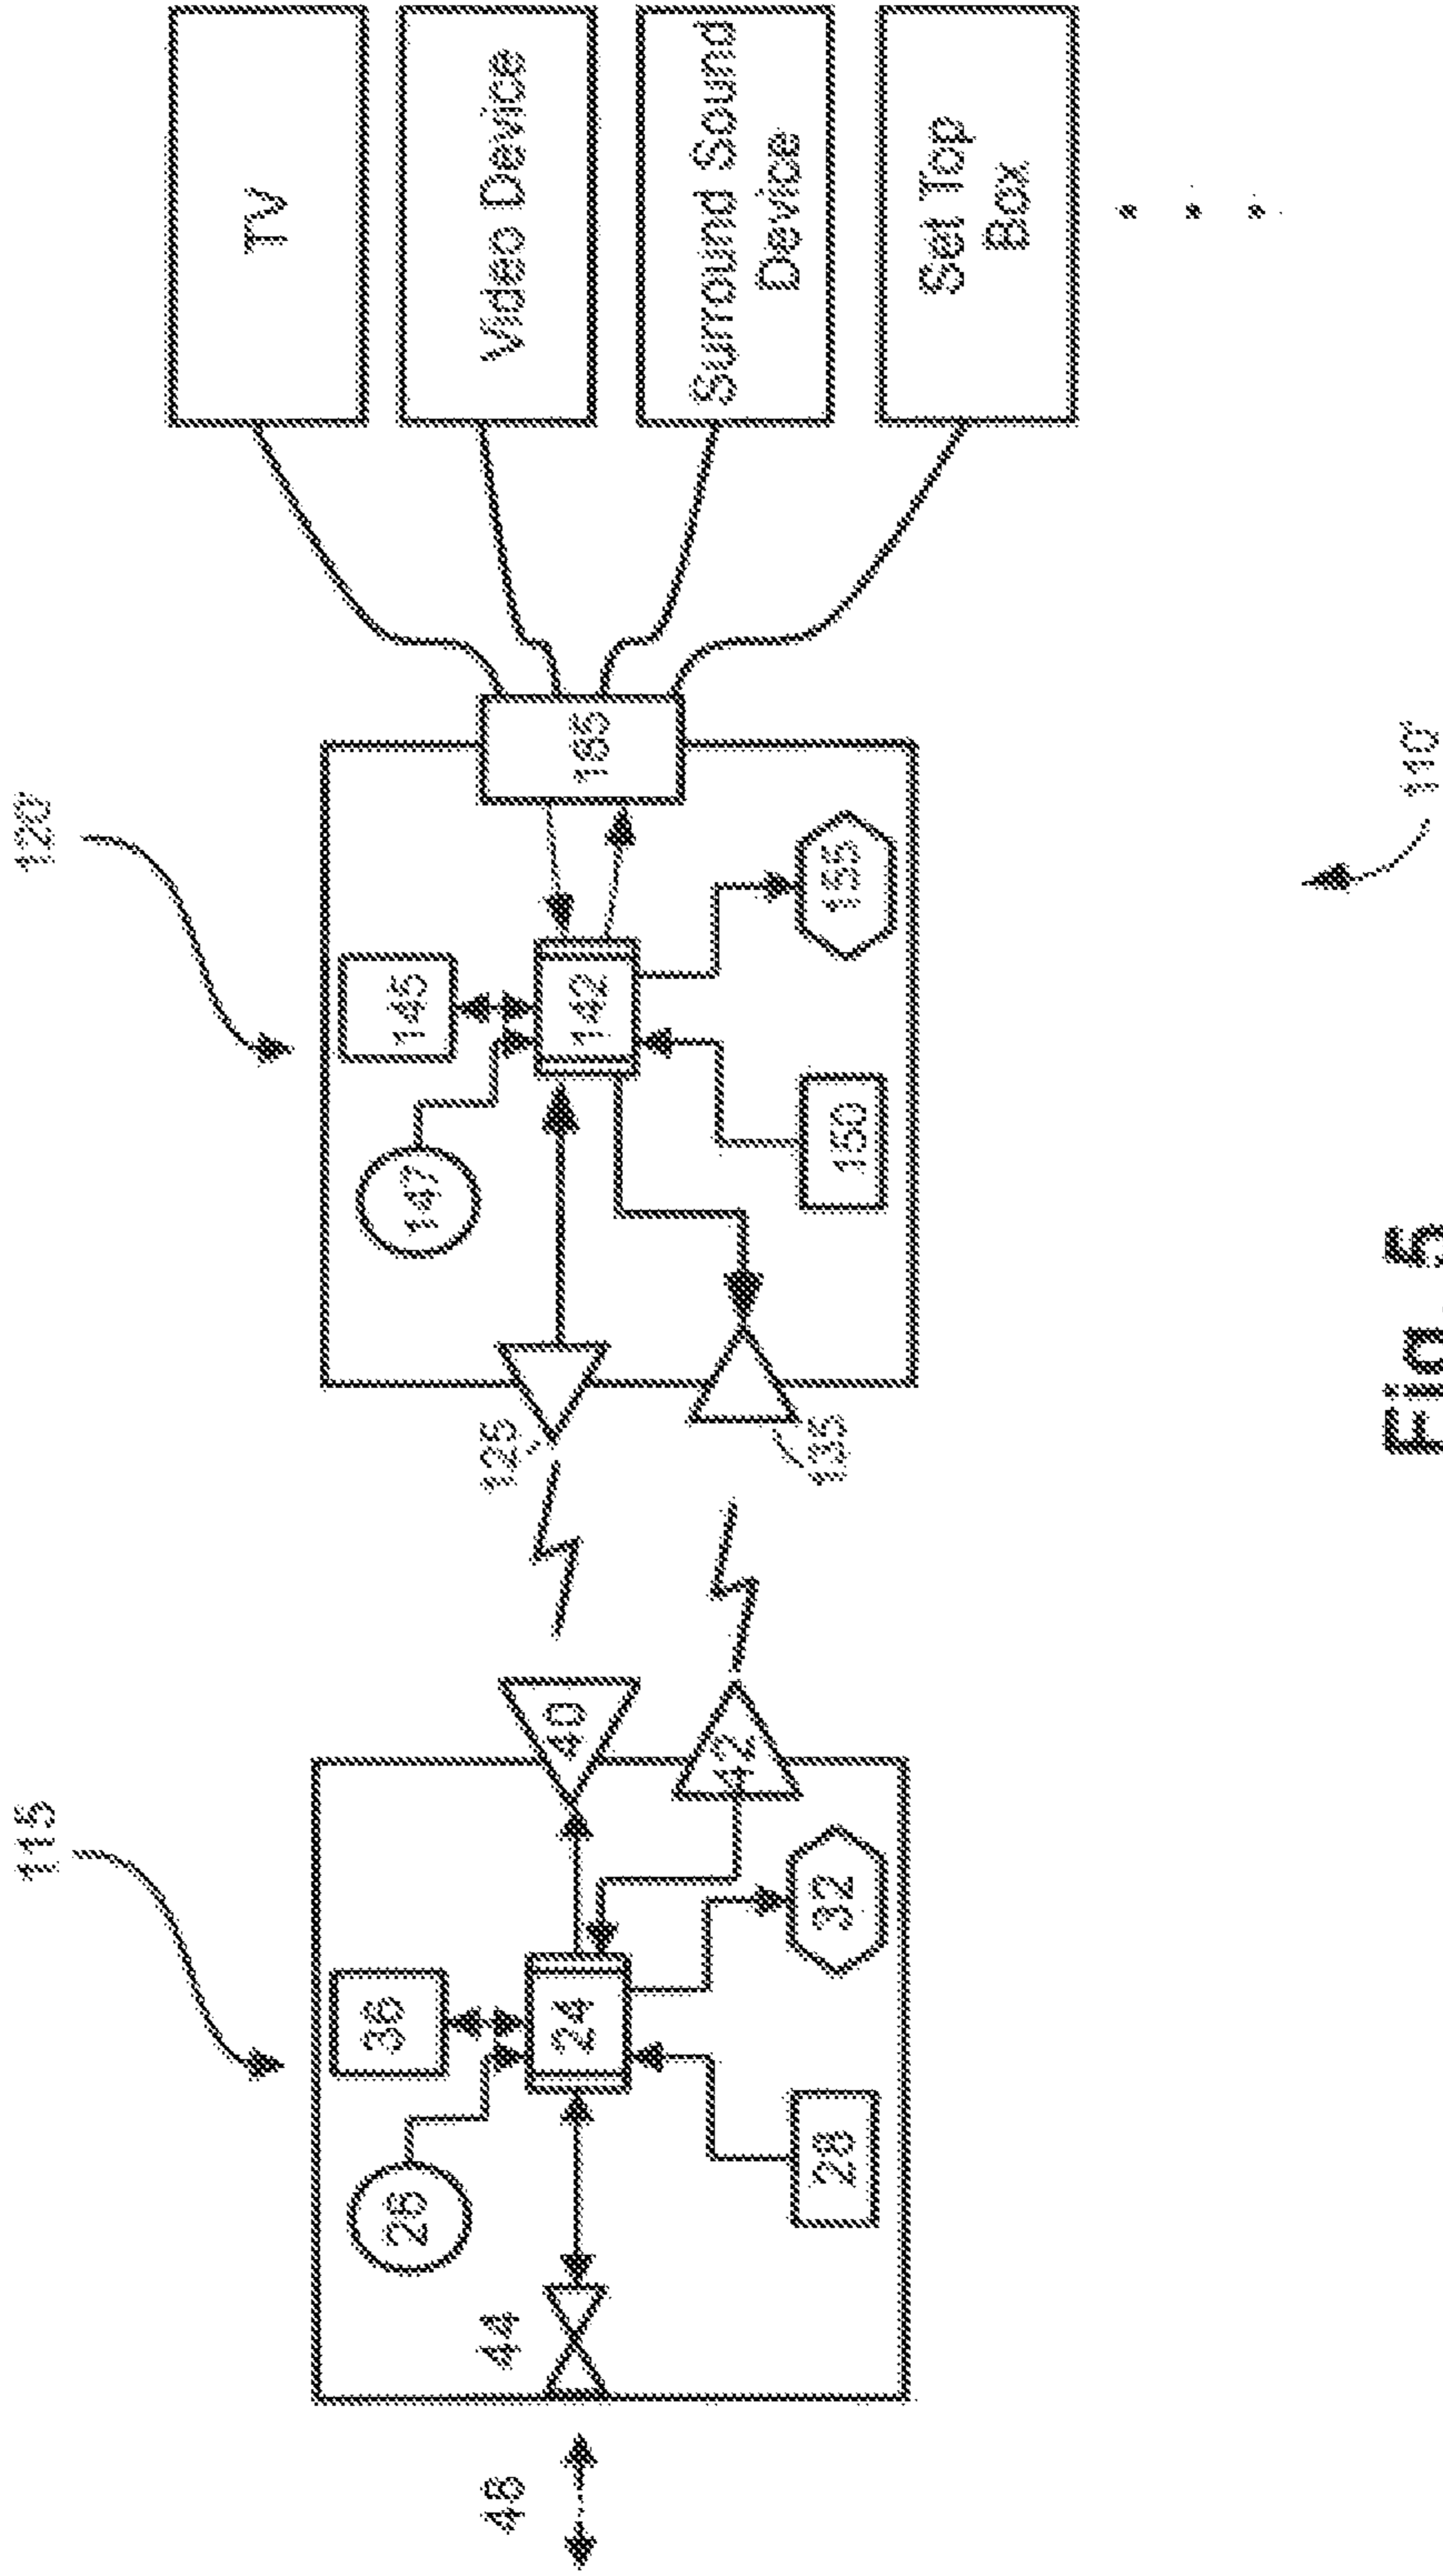 115
120'
48
44
26
36
24
28
32
40
42
125
135
147
145
142
150
155
165
TV
Video Device
Surround Sound
Device
Set Top
Box
110'
Fig. 5